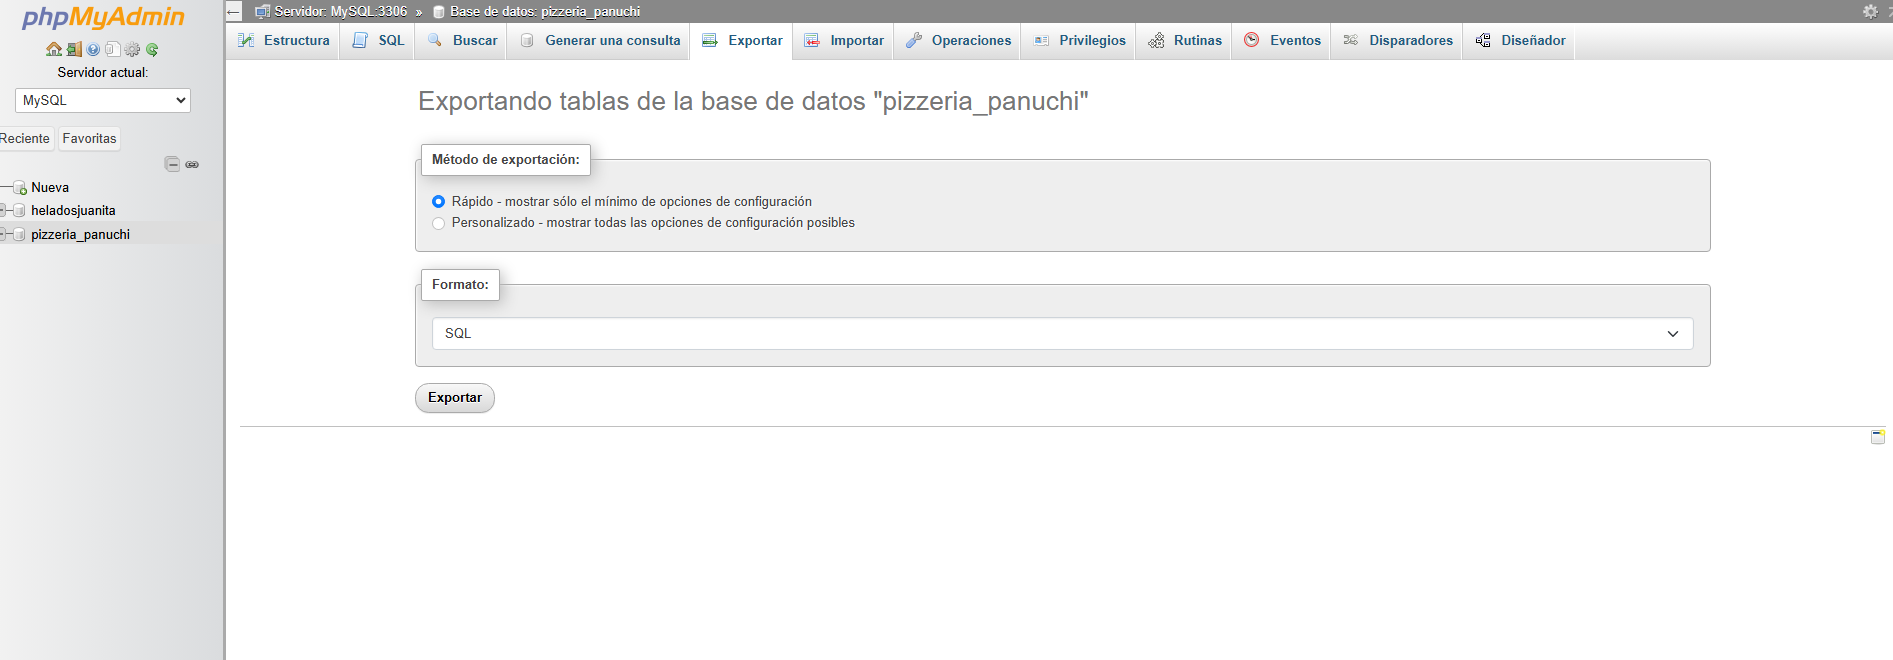 phpMyAdmin
Servidor actual:
MySQL
Reciente Favoritas
Nueva
heladosjuanita
pizzeria_panuchi
Servidor: MySQL:3306 » Base de datos: pizzeria_panuchi
Estructura SQL Buscar Generar una consulta Exportar Importar Operaciones Privilegios Rutinas Eventos Disparadores Diseñador
Exportando tablas de la base de datos "pizzeria_panuchi"
Método de exportación:
Rápido - mostrar sólo el mínimo de opciones de configuración
Personalizado - mostrar todas las opciones de configuración posibles
Formato:
SQL
Exportar